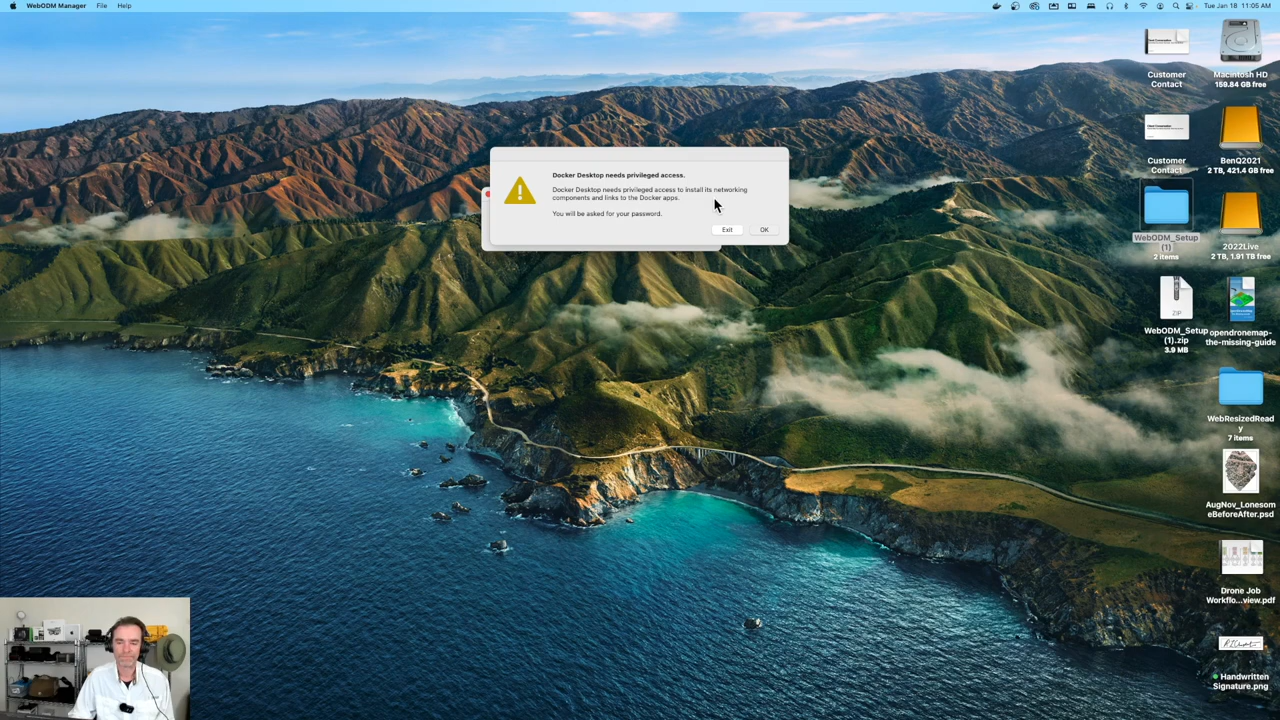 WebODM Manager File Help
Tue Jan 18 11:05 AM
Docker Desktop needs privileged access.
Docker Desktop needs privileged access to install its networking
components and links to the Docker apps.
You will be asked for your password.
Exit OK
Customer
Contact
Macintosh HD
159.84 GB free
Customer
Contact
BenQ2021
2 TB, 421.4 GB free
WebODM_Setup
(1)
2 items
2022Live
2 TB, 1.91 TB free
ZIP
WebODM_Setup
(1).zip
3.9 MB
opendronemap-
the-missing-guide
WebResizedRead
y
7 items
AugNov_Lonesom
eBeforeAfter.psd
Drone Job
Workflo...view.pdf
Handwritten
Signature.png